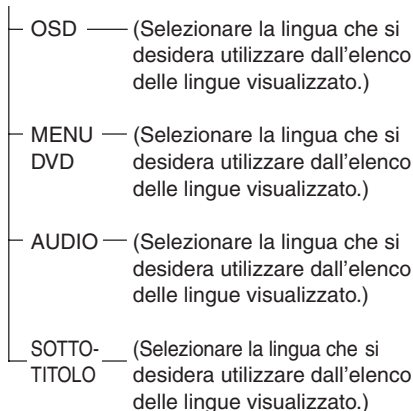 OSD (Selezionare la lingua che si
desidera utilizzare dall'elenco
delle lingue visualizzato.)
MENU (Selezionare la lingua che si
DVD desidera utilizzare dall'elenco
delle lingue visualizzato.)
AUDIO (Selezionare la lingua che si
desidera utilizzare dall'elenco
delle lingue visualizzato.)
SOTTO- (Selezionare la lingua che si
TITOLO desidera utilizzare dall'elenco
delle lingue visualizzato.)